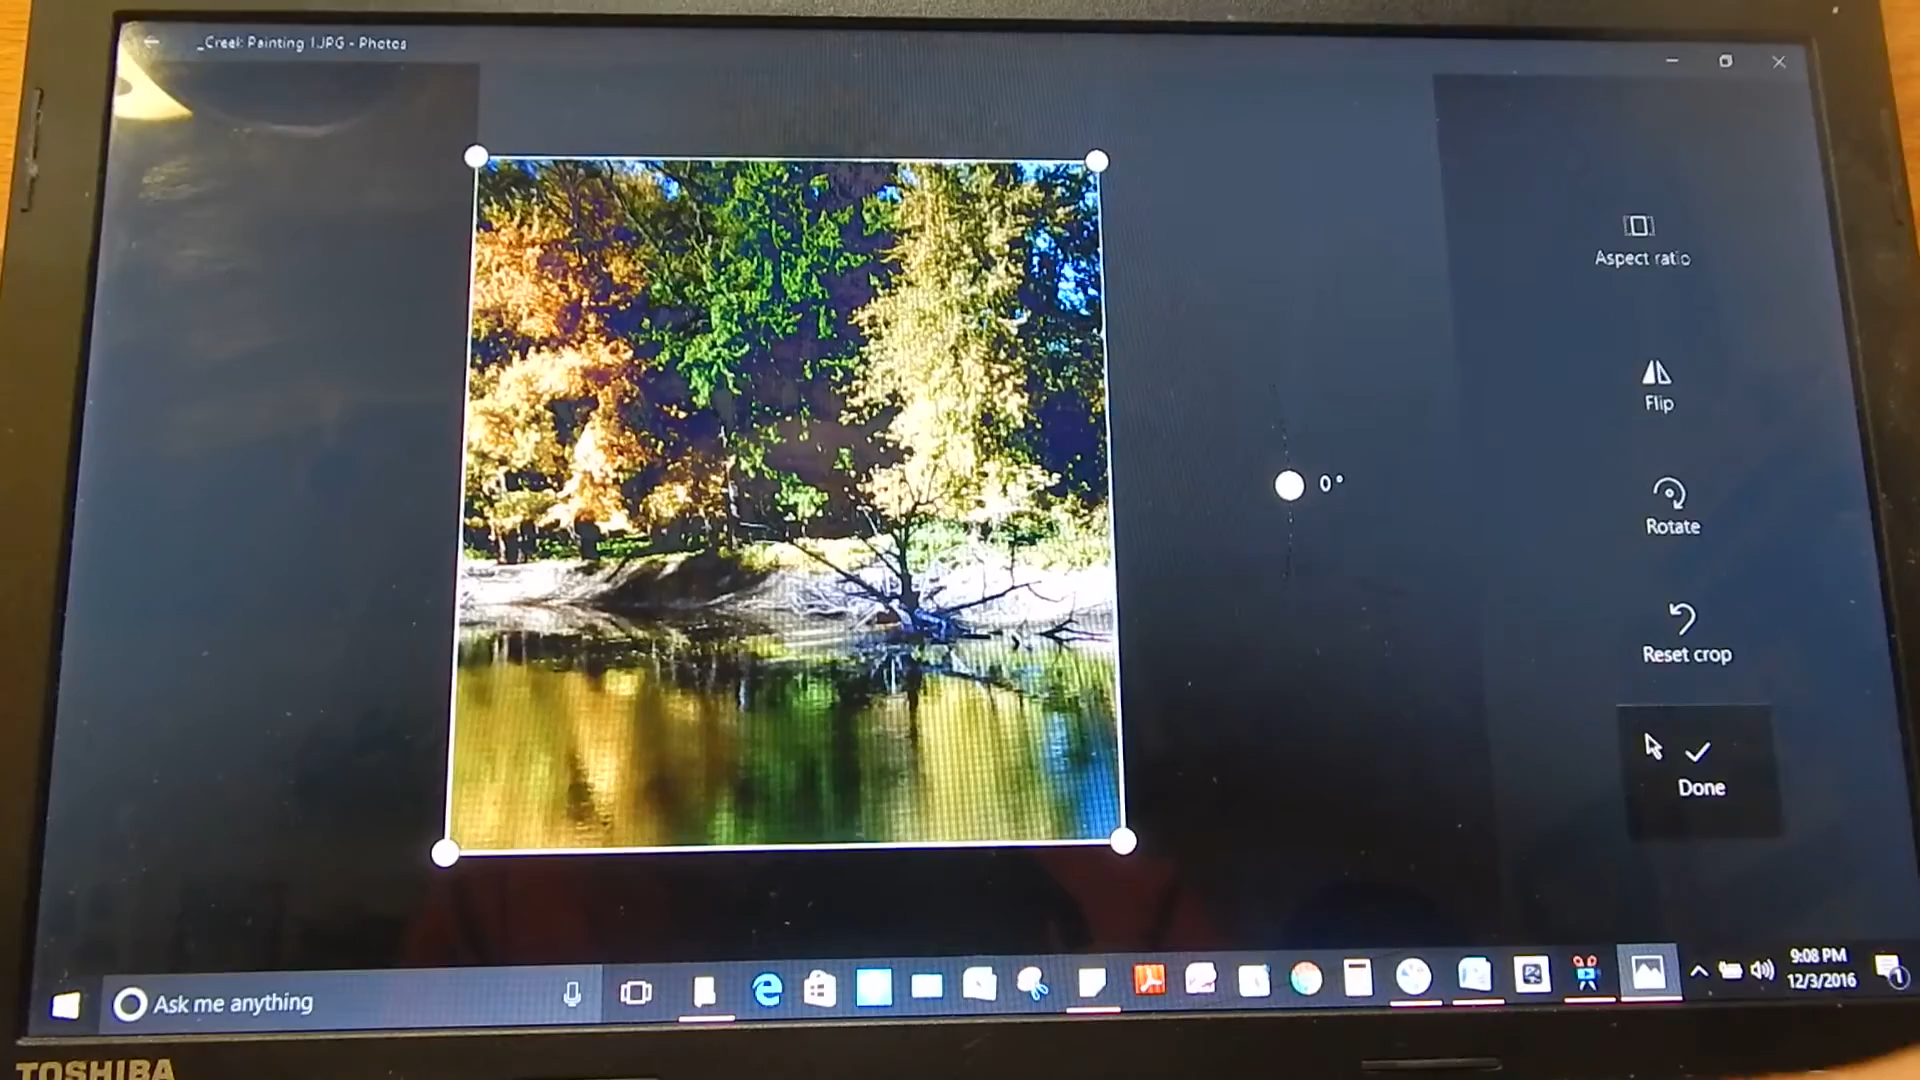 _Creek Painting 1.JPG - Photos
Aspect ratio
Flip
0°
Rotate
Reset crop
Done
Ask me anything
9:08 PM
12/3/2016
1
TOSHIBA